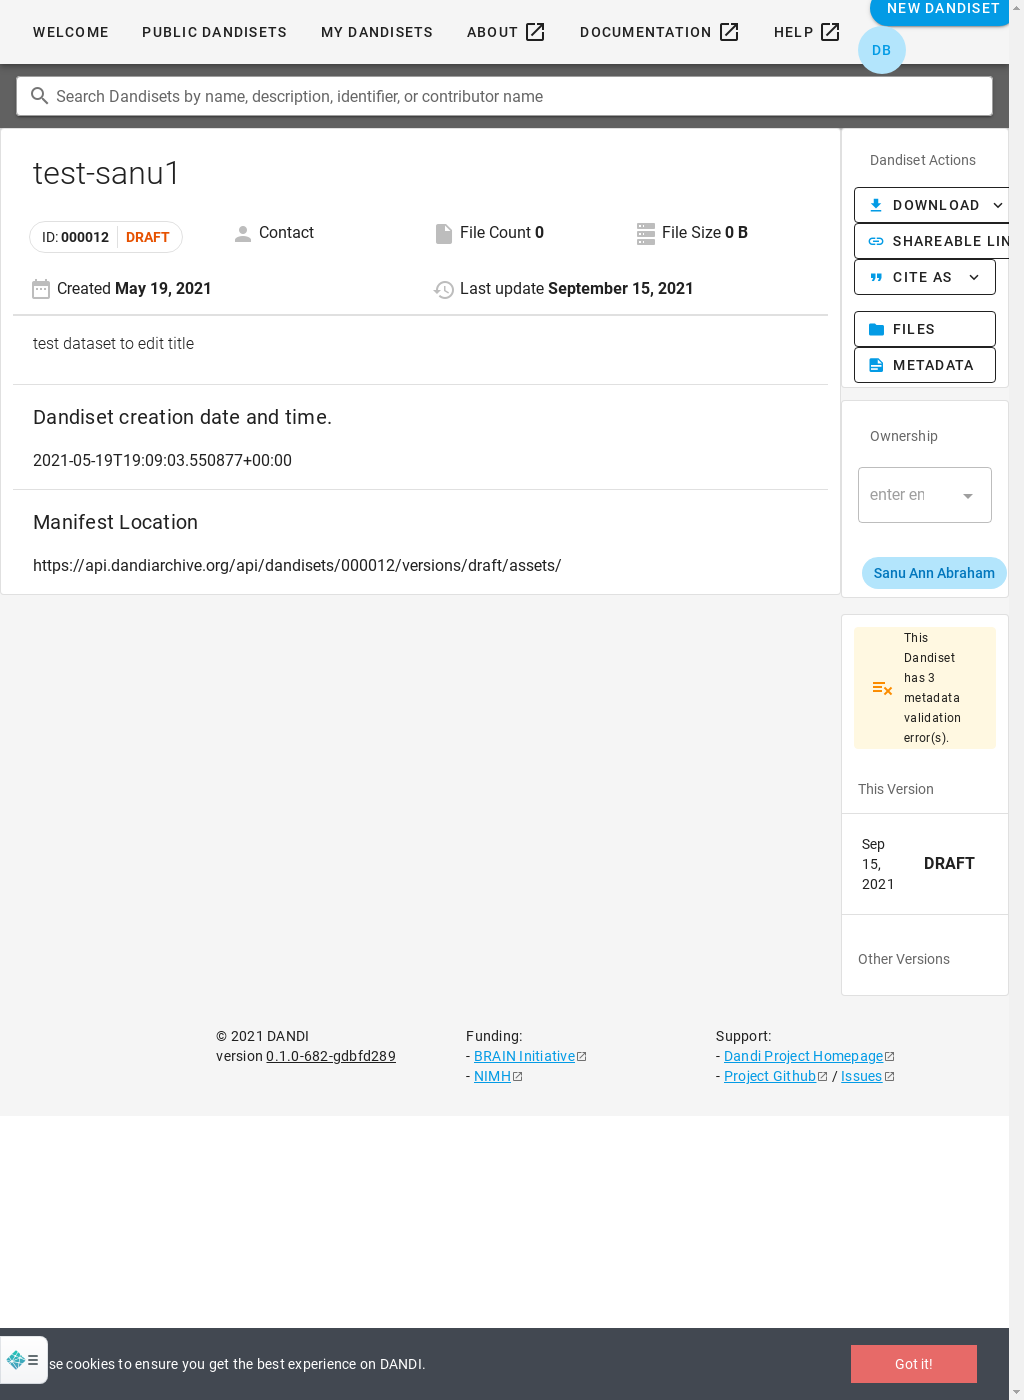 WELCOME PUBLIC DANDISETS MY DANDISETS ABOUT DOCUMENTATION HELP NEW DANDISET
DB
Search Dandisets by name, description, identifier, or contributor name
test-sanu1
ID: 000012 DRAFT Contact File Count 0 File Size 0 B
Created May 19, 2021 Last update September 15, 2021
test dataset to edit title
Dandiset creation date and time.
2021-05-19T19:09:03.550877+00:00
Manifest Location
https://api.dandiarchive.org/api/dandisets/000012/versions/draft/assets/
Dandiset Actions
DOWNLOAD
SHAREABLE LIN
CITE AS
FILES
METADATA
Ownership
enter en
Sanu Ann Abraham
This
Dandiset
has 3
metadata
validation
error(s).
This Version
Sep
15,
2021
DRAFT
Other Versions
© 2021 DANDI
version 0.1.0-682-gdbfd289
Funding:
- BRAIN Initiative
- NIMH
Support:
- Dandi Project Homepage
- Project Github / Issues
se cookies to ensure you get the best experience on DANDI.
Got it!